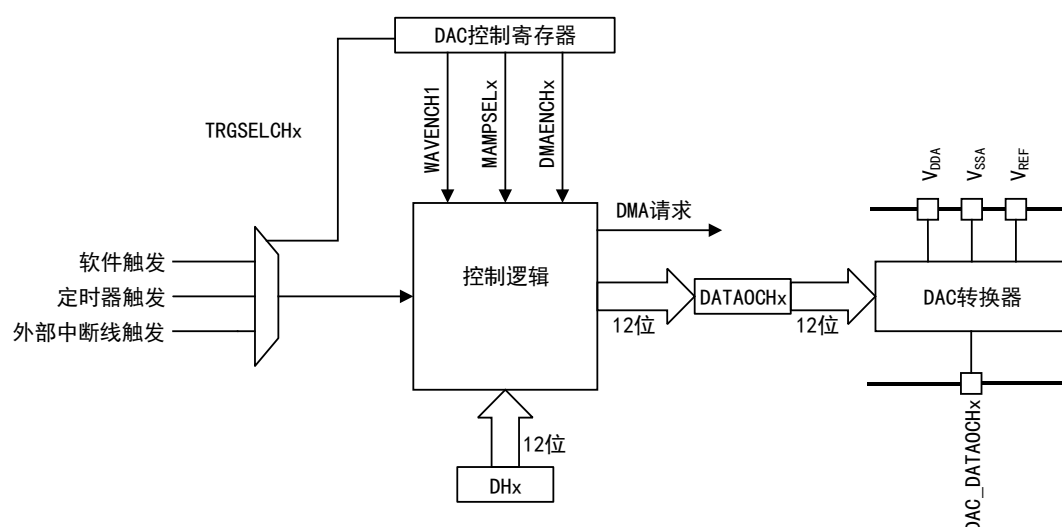 DAC控制寄存器
TRGSELCHx
WAVENCH1
MAMPSELx
DMAENCHx
VDDA
VSSA
VREF
DMA请求
软件触发
定时器触发
外部中断线触发
控制逻辑
12位
DATAOCHx
12位
DAC转换器
12位
DHx
DAC_DATAOCHx